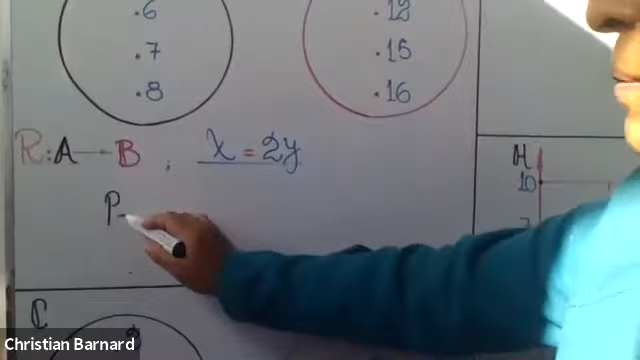 .6 .12
.7 .15
.8 .16
R:A→B ; x = 2y
H
P-
10
C
Christian Barnard